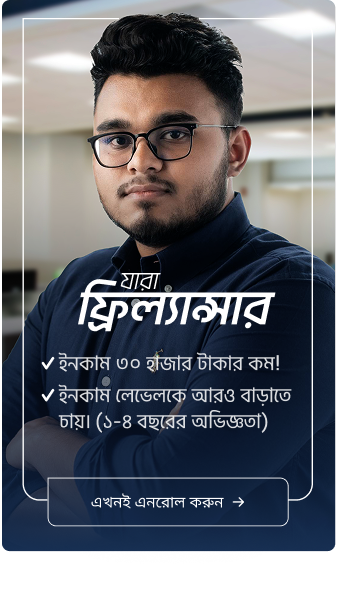 যারা
ফ্রিল্যান্সার
✓ ইনকাম ৩০ হাজার টাকার কম!
✓ ইনকাম লেভেলকে আরও বাড়াতে
চায়। (১-৪ বছরের অভিজ্ঞতা)
এখনই এনরোল করুন →